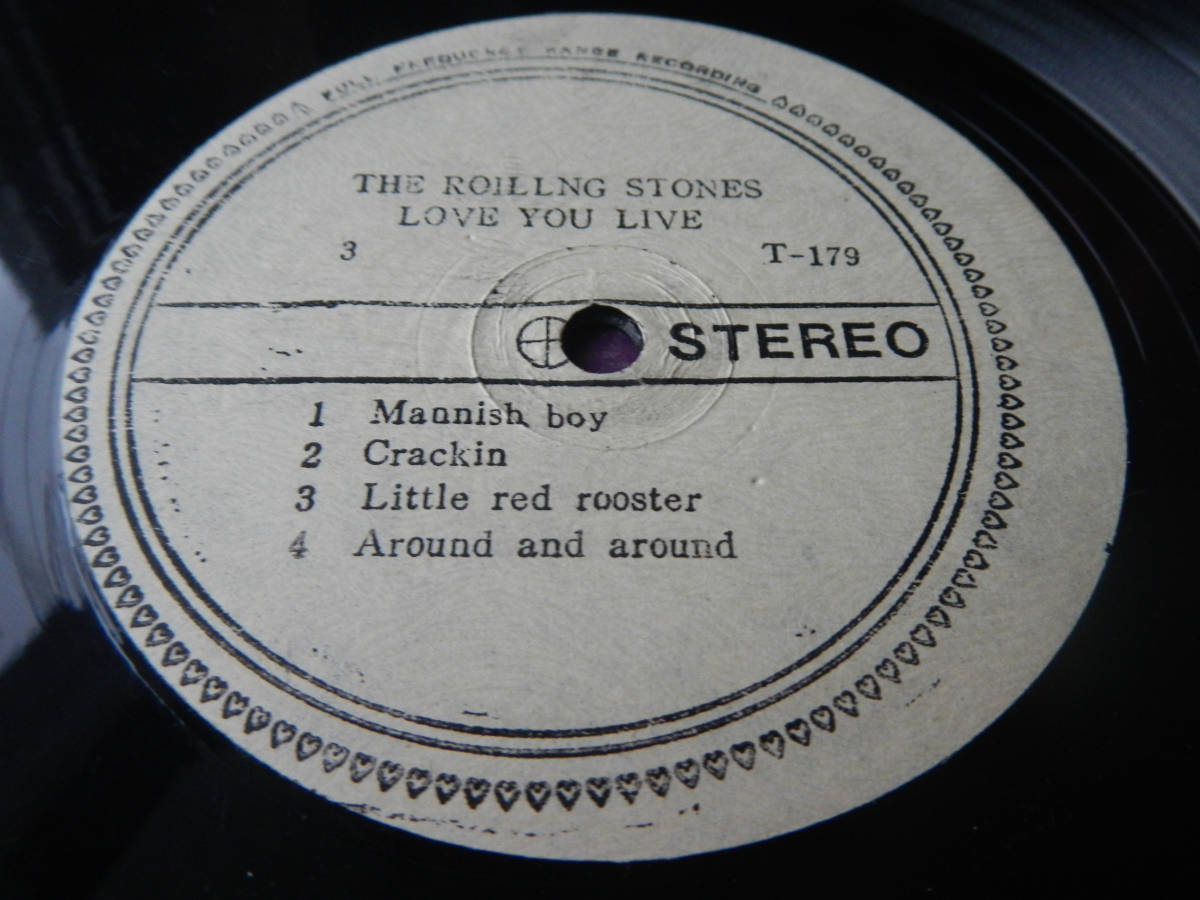 FULL FREQUENCY RANGE RECORDING
THE ROILLNG STONES
LOVE YOU LIVE
3 T-179
STEREO
1 Mannish boy
2 Crackin
3 Little red rooster
4 Around and around